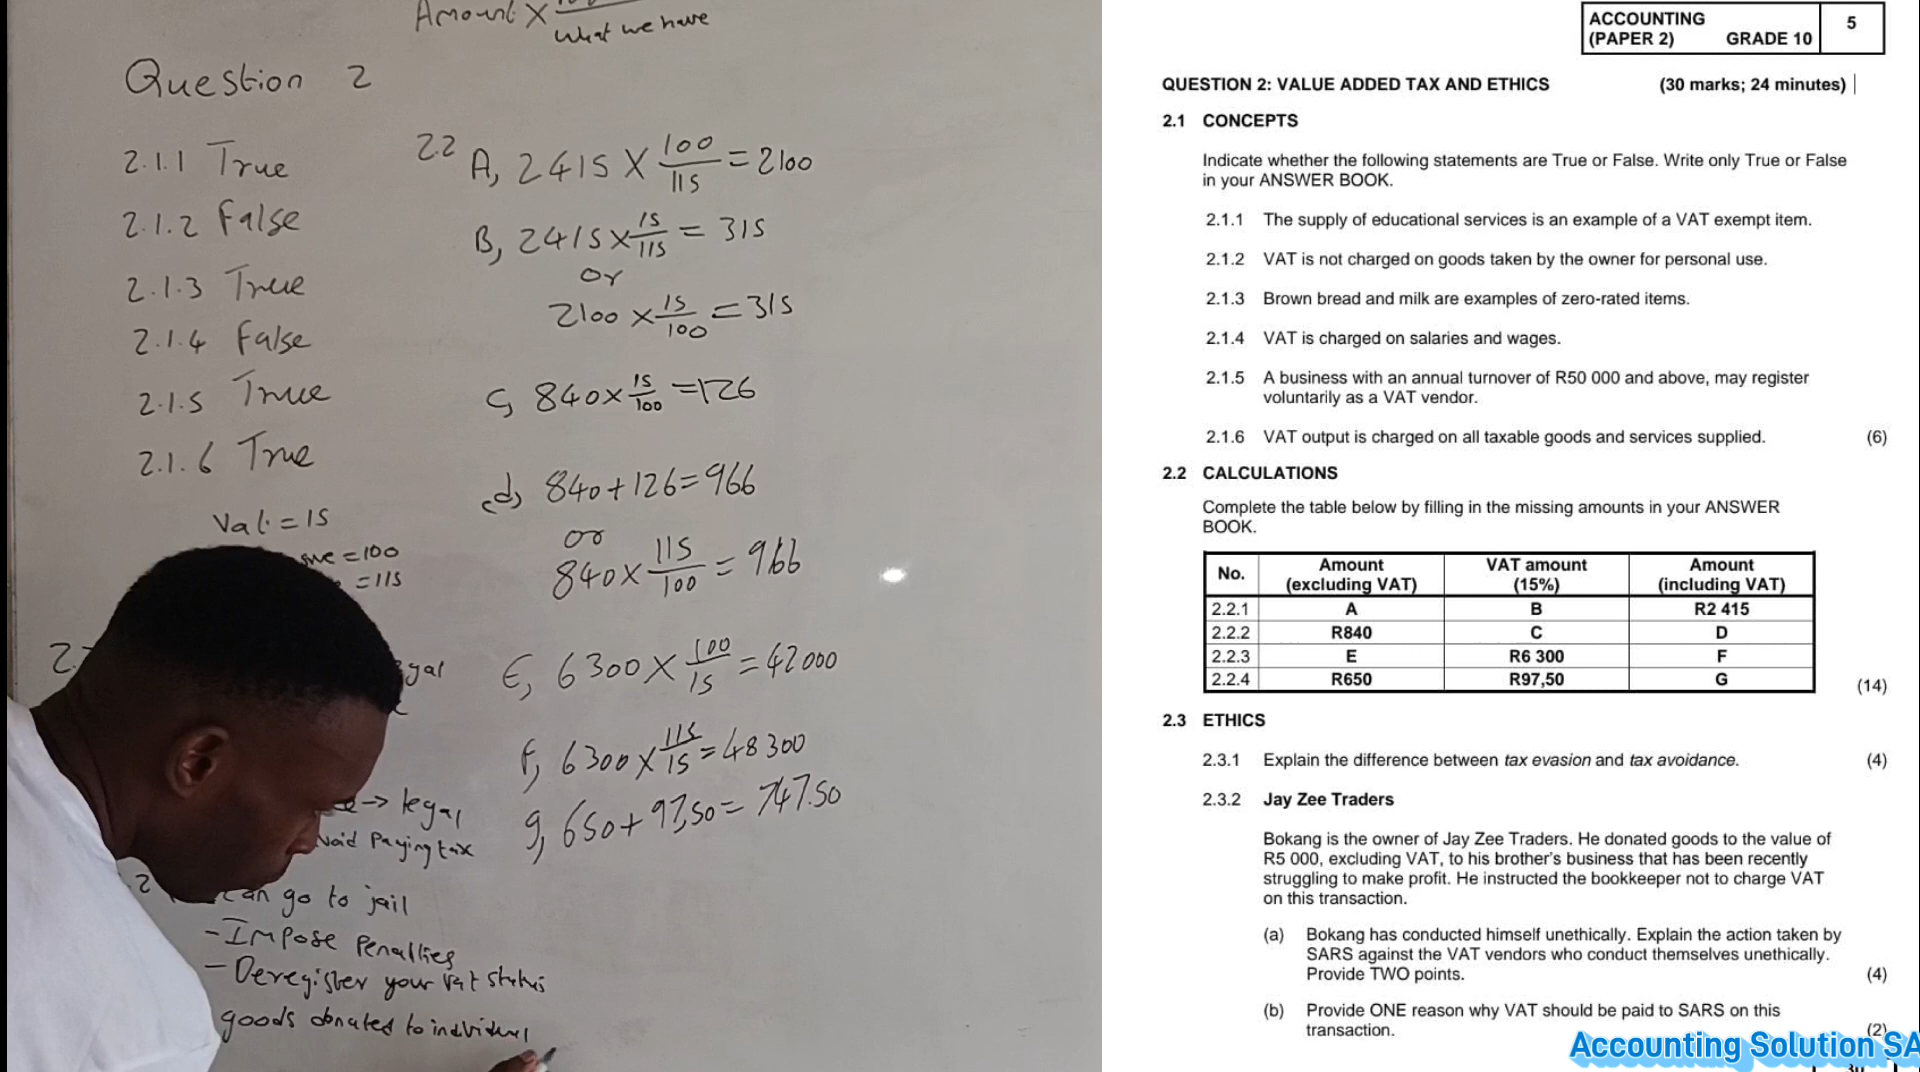 Amount X
What we have
Question 2
2.1.1 True
2.1.2 False
2.1.3 True
2.1.4 False
2.1.5 True
2.1.6 True
Vat = 15
= 100
= 115
2.2 A, 2415 X 100/115 = 2100
B, 2415 X 15/115 = 315
or
2100 X 15/100 = 315
C, 840 X 15/100 = 126
d, 840 + 126 = 966
or
840 X 115/100 = 966
E, 6300 X 100/15 = 42000
f, 6300 X 115/15 = 48300
g, 650 + 97,50 = 747.50
→ legal
Paying tax
can go to jail
- Impose Penalties
- Deregister your Vat status
goods donated to individual
ACCOUNTING
(PAPER 2) GRADE 10
5
QUESTION 2: VALUE ADDED TAX AND ETHICS (30 marks; 24 minutes)
2.1 CONCEPTS
Indicate whether the following statements are True or False. Write only True or False
in your ANSWER BOOK.
2.1.1 The supply of educational services is an example of a VAT exempt item.
2.1.2 VAT is not charged on goods taken by the owner for personal use.
2.1.3 Brown bread and milk are examples of zero-rated items.
2.1.4 VAT is charged on salaries and wages.
2.1.5 A business with an annual turnover of R50 000 and above, may register
voluntarily as a VAT vendor.
2.1.6 VAT output is charged on all taxable goods and services supplied. (6)
2.2 CALCULATIONS
Complete the table below by filling in the missing amounts in your ANSWER
BOOK.
No. Amount (excluding VAT) VAT amount (15%) Amount (including VAT)
2.2.1 A B R2 415
2.2.2 R840 C D
2.2.3 E R6 300 F
2.2.4 R650 R97,50 G
(14)
2.3 ETHICS
2.3.1 Explain the difference between tax evasion and tax avoidance. (4)
2.3.2 Jay Zee Traders
Bokang is the owner of Jay Zee Traders. He donated goods to the value of
R5 000, excluding VAT, to his brother's business that has been recently
struggling to make profit. He instructed the bookkeeper not to charge VAT
on this transaction.
(a) Bokang has conducted himself unethically. Explain the action taken by
SARS against the VAT vendors who conduct themselves unethically.
Provide TWO points. (4)
(b) Provide ONE reason why VAT should be paid to SARS on this
transaction. (2)
Accounting Solution SA